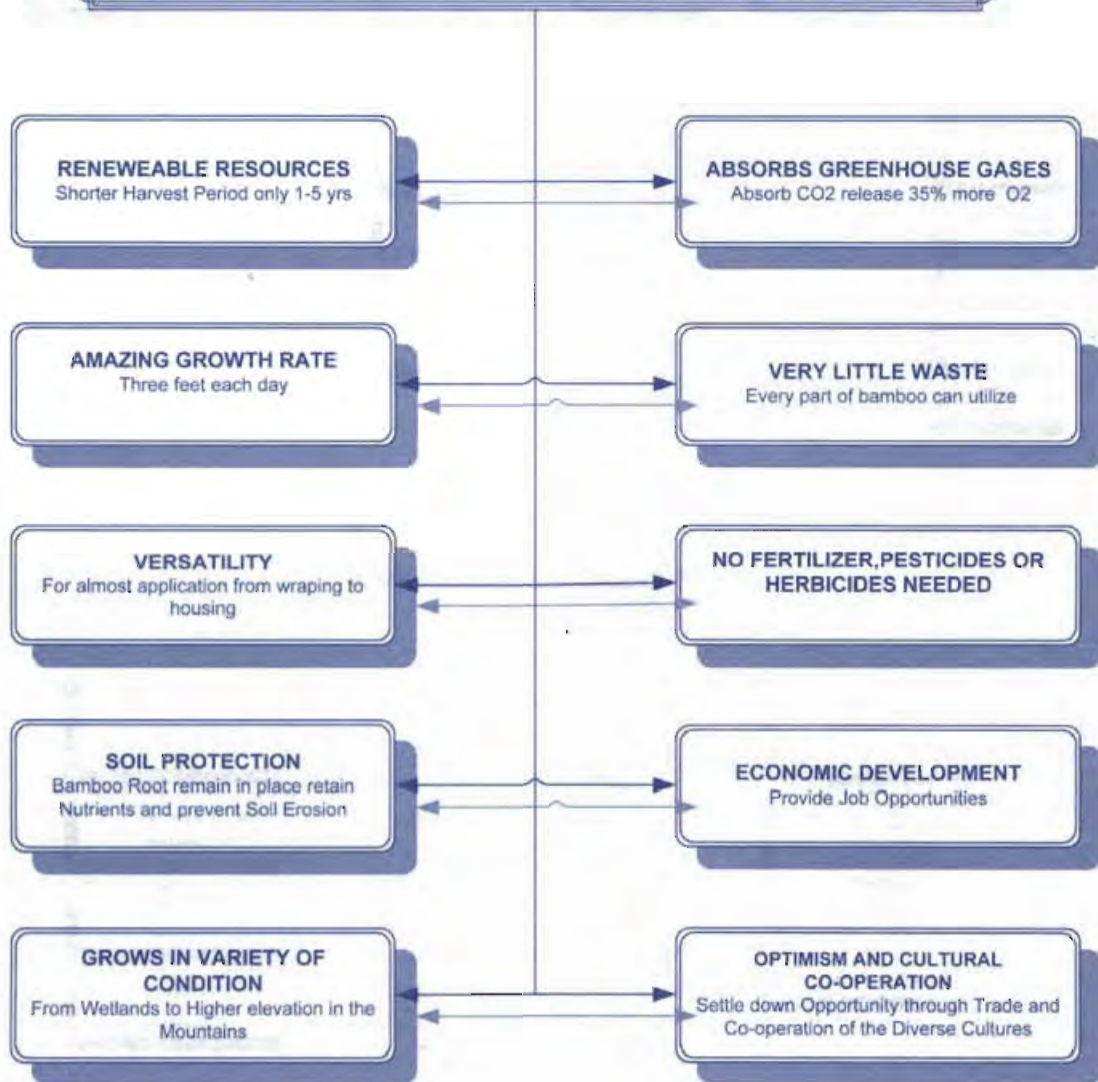 RENEWEABLE RESOURCES
Shorter Harvest Period only 1-5 yrs
ABSORBS GREENHOUSE GASES
Absorb CO2 release 35% more O2
AMAZING GROWTH RATE
Three feet each day
VERY LITTLE WASTE
Every part of bamboo can utilize
VERSATILITY
For almost application from wraping to
housing
NO FERTILIZER,PESTICIDES OR
HERBICIDES NEEDED
SOIL PROTECTION
Bamboo Root remain in place retain
Nutrients and prevent Soil Erosion
ECONOMIC DEVELOPMENT
Provide Job Opportunities
GROWS IN VARIETY OF
CONDITION
From Wetlands to Higher elevation in the
Mountains
OPTIMISM AND CULTURAL
CO-OPERATION
Settle down Opportunity through Trade and
Co-operation of the Diverse Cultures